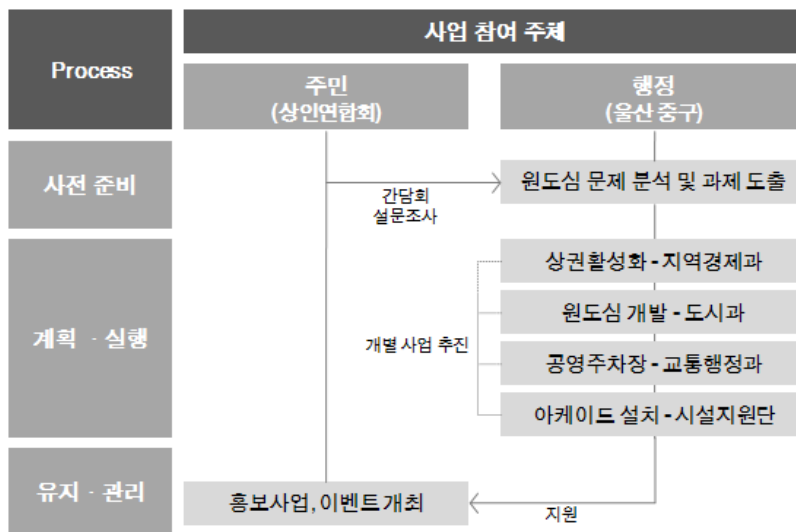 Process
사업 참여 주체
주민
(상인연합회)
행정
(울산 중구)
사전 준비
간담회
설문조사
원도심 문제 분석 및 과제 도출
계획 · 실행
개별 사업 추진
상권활성화 - 지역경제과
원도심 개발 - 도시과
공영주차장 - 교통행정과
아케이드 설치 - 시설지원단
유지 · 관리
홍보사업, 이벤트 개최
지원